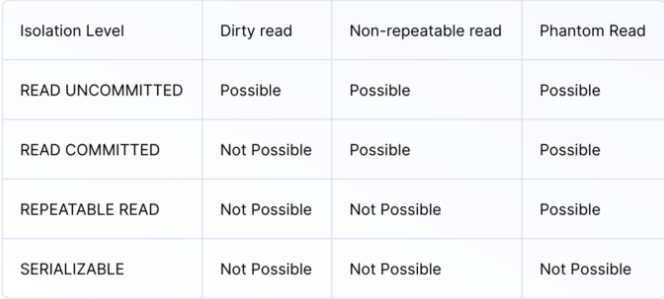 Isolation Level Dirty read Non-repeatable read Phantom Read
READ UNCOMMITTED Possible Possible Possible
READ COMMITTED Not Possible Possible Possible
REPEATABLE READ Not Possible Not Possible Possible
SERIALIZABLE Not Possible Not Possible Not Possible